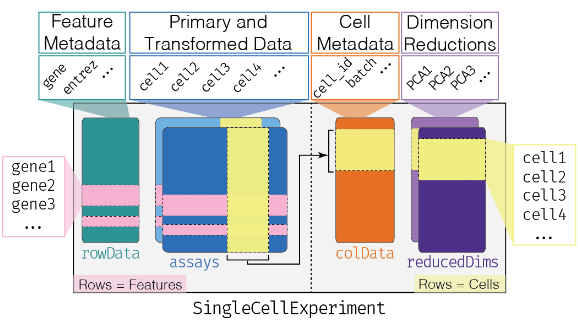 Feature
Metadata
Primary and
Transformed Data
Cell
Metadata
Dimension
Reductions
gene
entrez
...
cell1
cell2
cell3
cell4
...
cell_id
batch
...
PCA1
PCA2
PCA3
...
gene1
gene2
gene3
...
cell1
cell2
cell3
cell4
...
rowData
assays
colData
reducedDims
Rows = Features
Rows = Cells
SingleCellExperiment